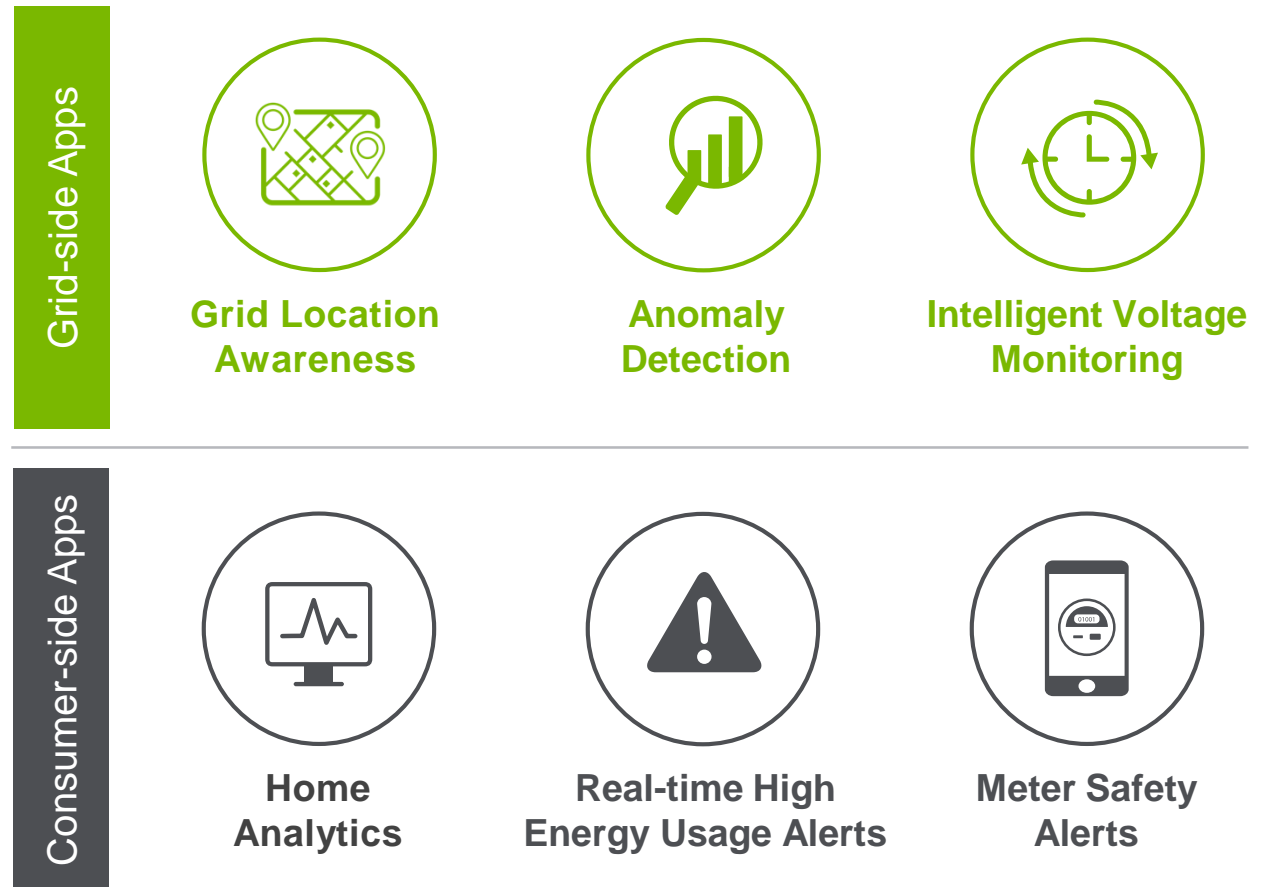 Grid-side Apps
Grid Location
Awareness
Anomaly
Detection
Intelligent Voltage
Monitoring
Consumer-side Apps
01001
Home
Analytics
Real-time High
Energy Usage Alerts
Meter Safety
Alerts